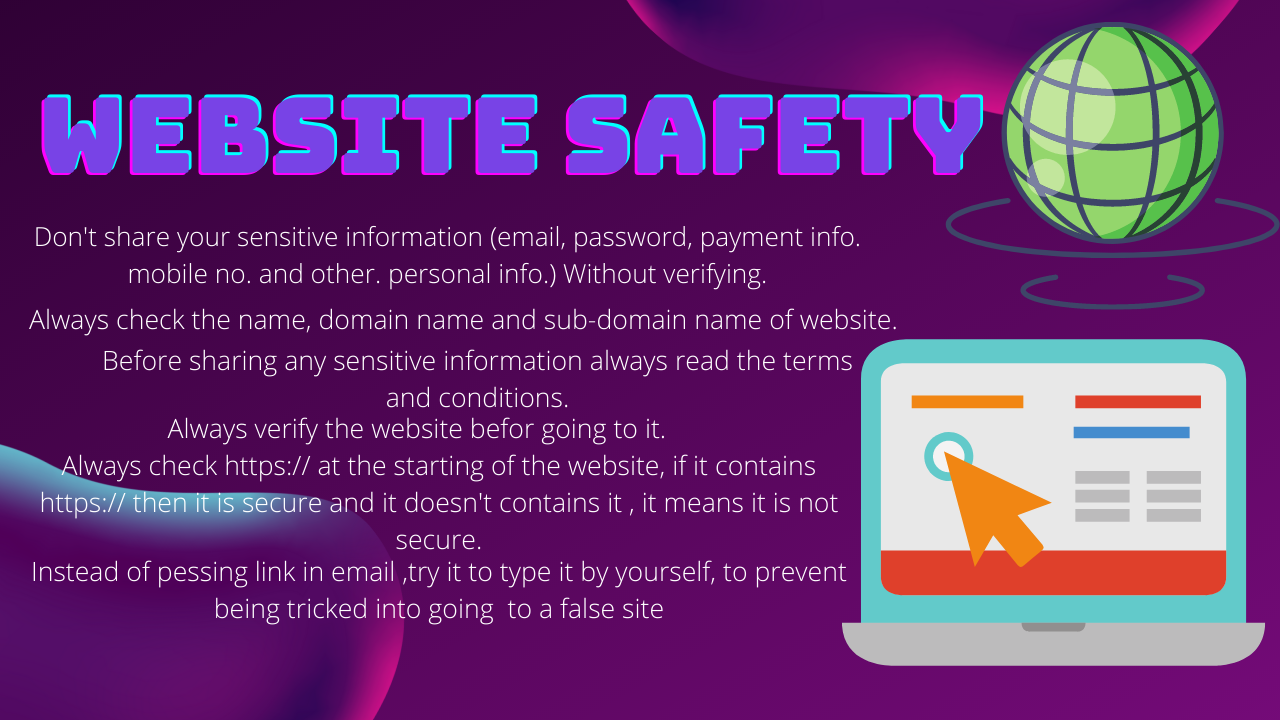 WEBSITE SAFETY
Don't share your sensitive information (email, password, payment info.
mobile no. and other. personal info.) Without verifying.
Always check the name, domain name and sub-domain name of website.
Before sharing any sensitive information always read the terms
and conditions.
Always verify the website befor going to it.
Always check https:// at the starting of the website, if it contains
https:// then it is secure and it doesn't contains it , it means it is not
secure.
Instead of pessing link in email ,try it to type it by yourself, to prevent
being tricked into going  to a false site